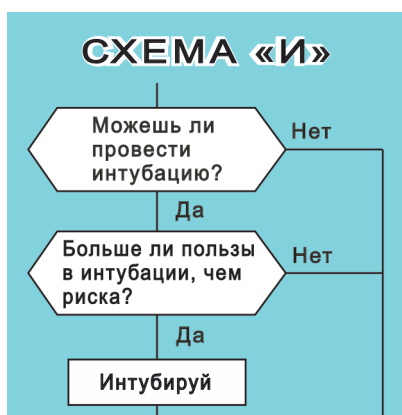 СХЕМА «И»
Можешь ли
провести
интубацию?
Нет
Да
Больше ли пользы
в интубации, чем
риска?
Нет
Да
Интубируй